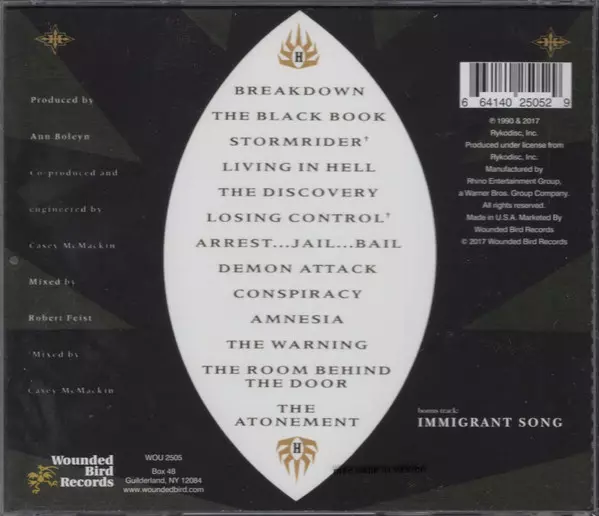 H
BREAKDOWN
THE BLACK BOOK
STORMRIDER†
LIVING IN HELL
THE DISCOVERY
LOSING CONTROL†
ARREST...JAIL...BAIL
DEMON ATTACK
CONSPIRACY
AMNESIA
THE WARNING
THE ROOM BEHIND
THE DOOR
THE
ATONEMENT
H
Produced by
Ann Boleyn
Co-produced and
engineered by
Casey McMackin
Mixed by
Robert Feist
†Mixed by
Casey McMackin
6 64140 25052 9
℗ 1990 & 2017
Rykodisc, Inc.
Produced under license from
Rykodisc, Inc.
Manufactured by
Rhino Entertainment Group,
a Warner Bros. Group Company.
All rights reserved.
Made in U.S.A. Marketed By
Wounded Bird Records
© 2017 Wounded Bird Records
bonus track:
IMMIGRANT SONG
Wounded
Bird
Records
WOU 2505
Box 48
Guilderland, NY 12084
www.woundedbird.com